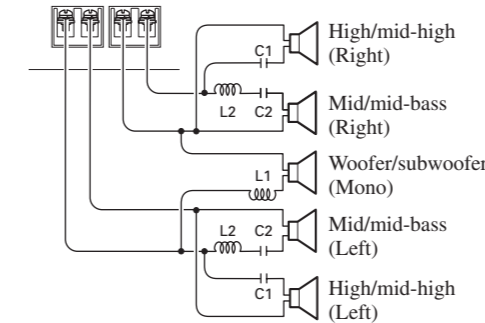 High/mid-high
(Right)
C1
L2
C2
Mid/mid-bass
(Right)
L1
Woofer/subwoofer
(Mono)
L2
C2
Mid/mid-bass
(Left)
C1
High/mid-high
(Left)